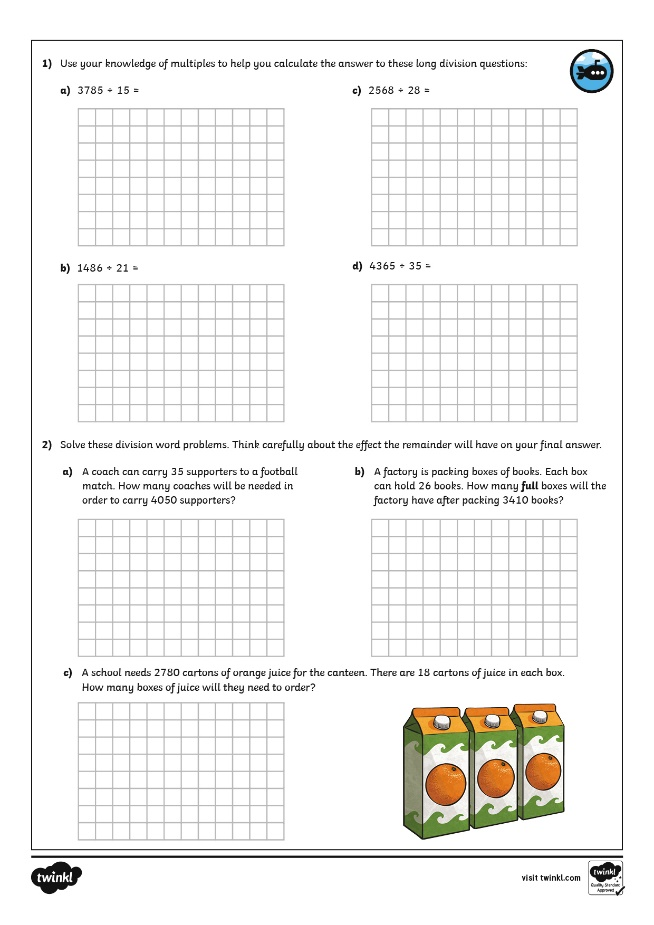 1) Use your knowledge of multiples to help you calculate the answer to these long division questions:
a) 3785 ÷ 15 =
c) 2568 ÷ 28 =
b) 1486 ÷ 21 =
d) 4365 ÷ 35 =
2) Solve these division word problems. Think carefully about the effect the remainder will have on your final answer.
a) A coach can carry 35 supporters to a football
match. How many coaches will be needed in
order to carry 4050 supporters?
b) A factory is packing boxes of books. Each box
can hold 26 books. How many full boxes will the
factory have after packing 3410 books?
c) A school needs 2780 cartons of orange juice for the canteen. There are 18 cartons of juice in each box.
How many boxes of juice will they need to order?
twinkl
visit twinkl.com
twinkl
Quality Standard
Approved